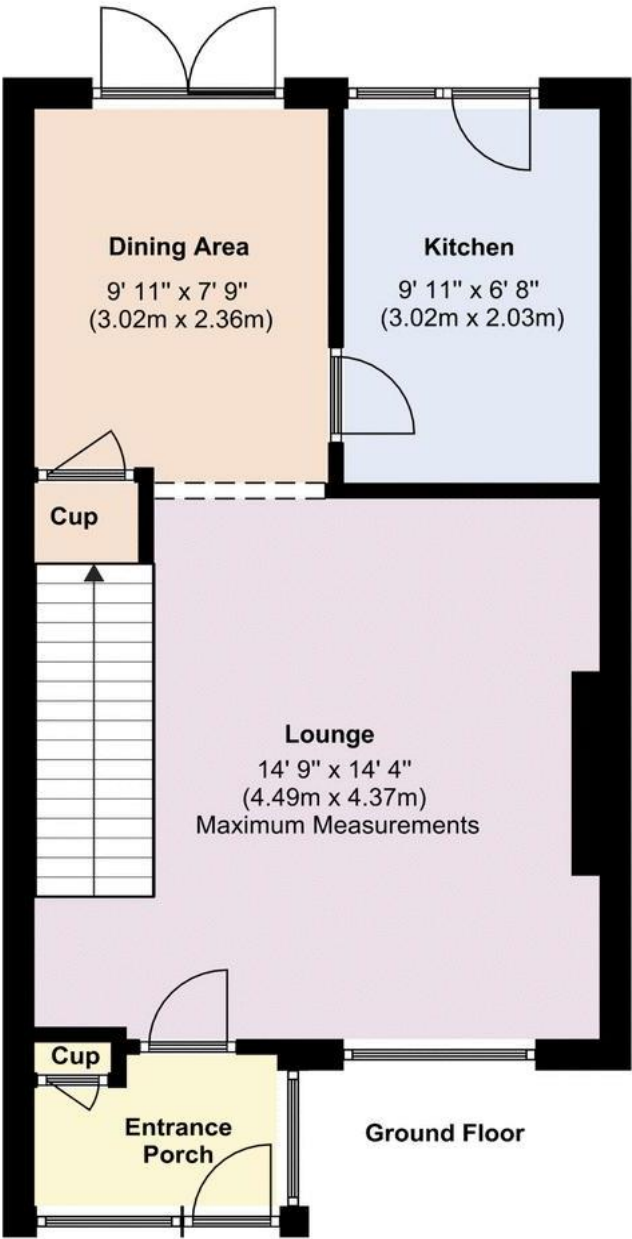 Dining Area
9' 11" x 7' 9"
(3.02m x 2.36m)
Kitchen
9' 11" x 6' 8"
(3.02m x 2.03m)
Cup
Lounge
14' 9" x 14' 4"
(4.49m x 4.37m)
Maximum Measurements
Cup
Entrance
Porch
Ground Floor